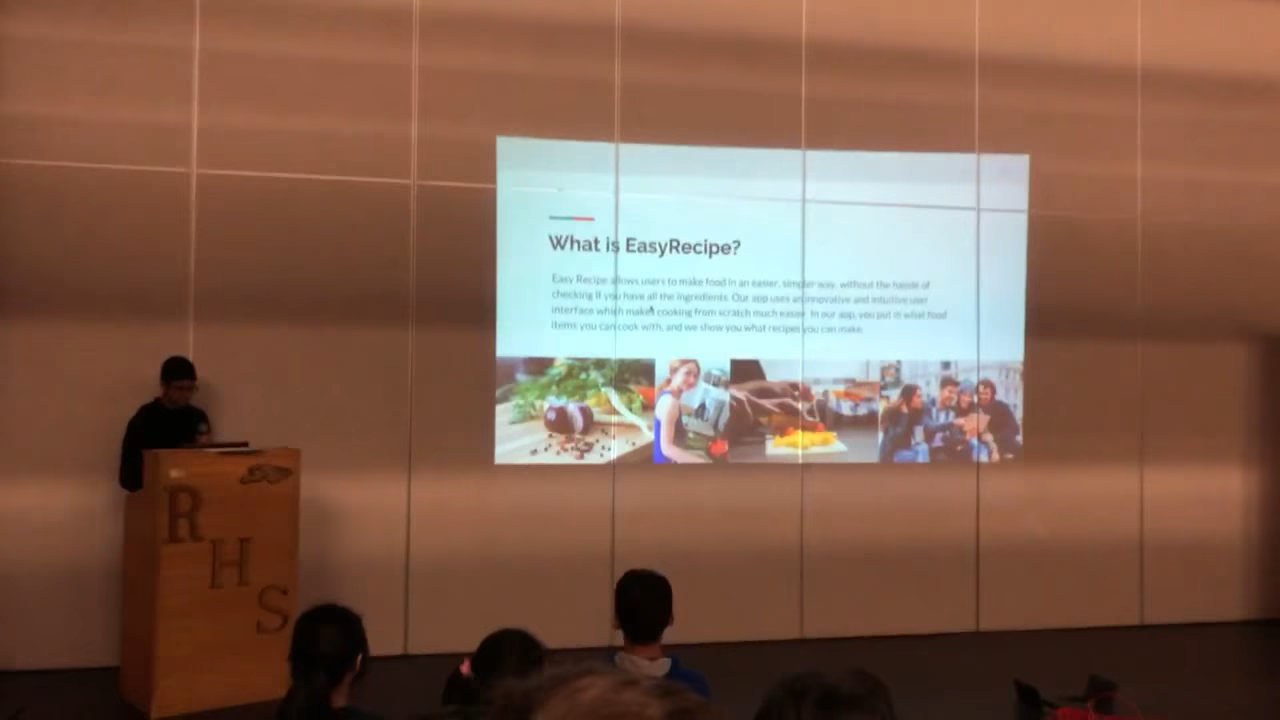 What is EasyRecipe?
Easy Recipe allows users to make food in an easier, simpler way, without the hassle of
checking if you have all the ingredients. Our app uses an innovative and intuitive user
interface which makes cooking from scratch much easier. In our app, you put in what food
items you can cook with, and we show you what recipes you can make.
R
H
S